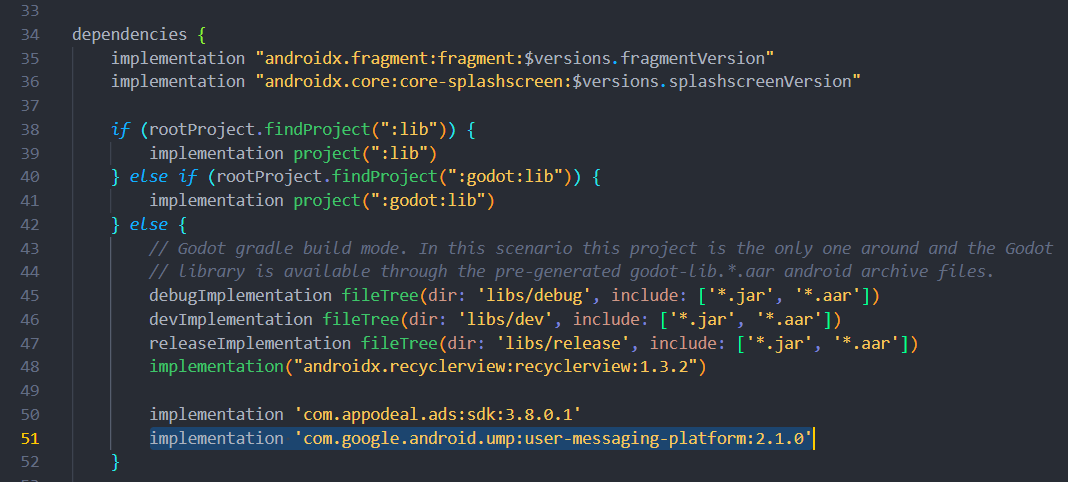 33
34 dependencies {
35     implementation "androidx.fragment:fragment:$versions.fragmentVersion"
36     implementation "androidx.core:core-splashscreen:$versions.splashscreenVersion"
37
38     if (rootProject.findProject(":lib")) {
39         implementation project(":lib")
40     } else if (rootProject.findProject(":godot:lib")) {
41         implementation project(":godot:lib")
42     } else {
43         // Godot gradle build mode. In this scenario this project is the only one around and the Godot
44         // library is available through the pre-generated godot-lib.*.aar android archive files.
45         debugImplementation fileTree(dir: 'libs/debug', include: ['*.jar', '*.aar'])
46         devImplementation fileTree(dir: 'libs/dev', include: ['*.jar', '*.aar'])
47         releaseImplementation fileTree(dir: 'libs/release', include: ['*.jar', '*.aar'])
48         implementation("androidx.recyclerview:recyclerview:1.3.2")
49
50         implementation 'com.appodeal.ads:sdk:3.8.0.1'
51         implementation 'com.google.android.ump:user-messaging-platform:2.1.0'
52     }